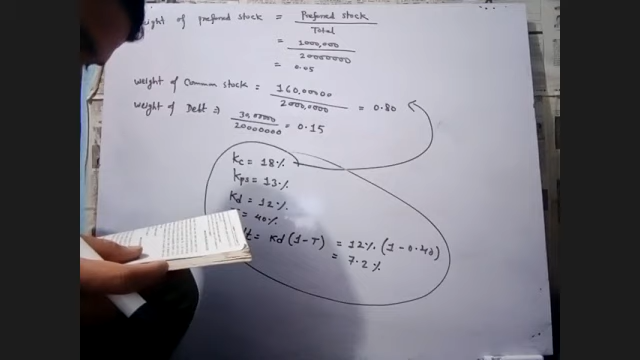 ight of preferred stock = Preferred stock / Total
= 1000,000 / 20000000
= 0.05
Weight of Common stock = 160,00000 / 2000,0000 = 0.80
Weight of Debt ⇒ 3000000 / 20000000 = 0.15
kc = 18%
kps = 13%
kd = 12%
= 40%
t = kd (1-T) = 12% (1-0.40)
= 7.2%